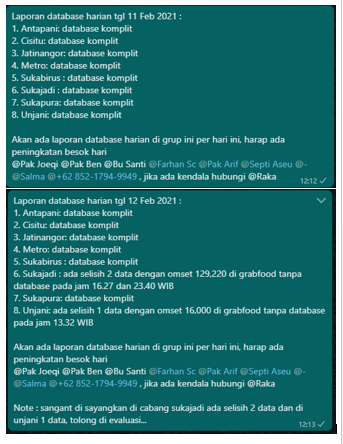 Laporan database harian tgl 11 Feb 2021 :
1. Antapani: database komplit
2. Cisitu: database komplit
3. Jatinangor: database komplit
4. Metro: database komplit
5. Sukabirus : database komplit
6. Sukajadi : database komplit
7. Sukapura: database komplit
8. Unjani: database komplit
Akan ada laporan database harian di grup ini per hari ini, harap ada
peningkatan besok hari
@Pak Joeqi @Pak Ben @Bu Santi @Farhan Sc @Pak Arif @Septi Aseu @-
@Salma @+62 852-1794-9949 , jika ada kendala hubungi @Raka
12:12
Laporan database harian tgl 12 Feb 2021 :
1. Antapani: database komplit
2. Cisitu: database komplit
3. Jatinangor: database komplit
4. Metro: database komplit
5. Sukabirus : database komplit
6. Sukajadi : ada selisih 2 data dengan omset 129,220 di grabfood tanpa
database pada jam 16.27 dan 23.40 WIB
7. Sukapura: database komplit
8. Unjani: ada selisih 1 data dengan omset 16,000 di grabfood tanpa database
pada jam 13.32 WIB
Akan ada laporan database harian di grup ini per hari ini, harap ada
peningkatan besok hari
@Pak Joeqi @Pak Ben @Bu Santi @Farhan Sc @Pak Arif @Septi Aseu @-
@Salma @+62 852-1794-9949 , jika ada kendala hubungi @Raka
Note : sangant di sayangkan di cabang sukajadi ada selisih 2 data dan di
unjani 1 data, tolong di evaluasi...
12:13